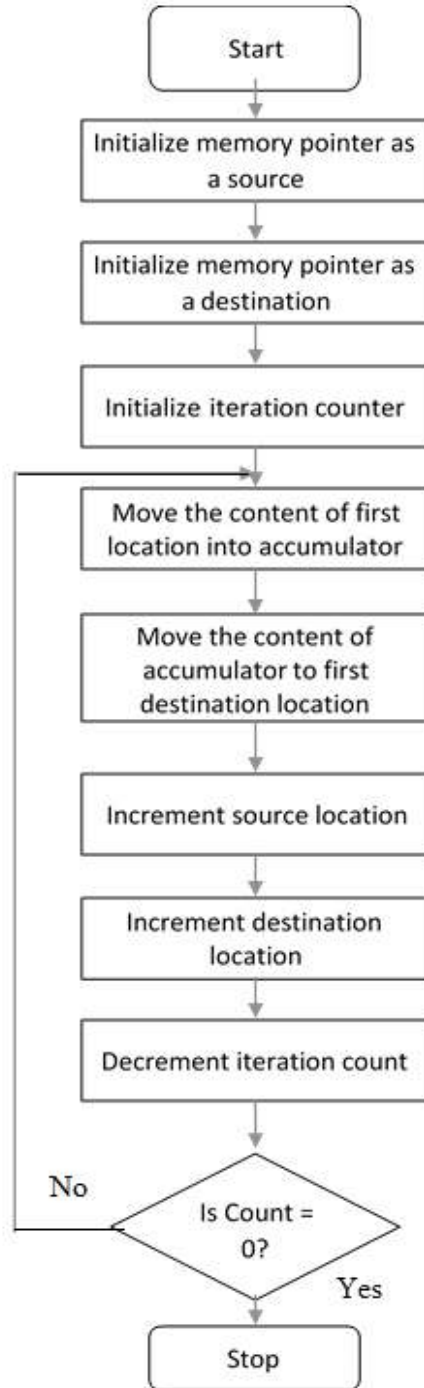 Start
Initialize memory pointer as
a source
Initialize memory pointer as
a destination
Initialize iteration counter
Move the content of first
location into accumulator
Move the content of
accumulator to first
destination location
Increment source location
Increment destination
location
Decrement iteration count
No
Is Count =
0?
Yes
Stop